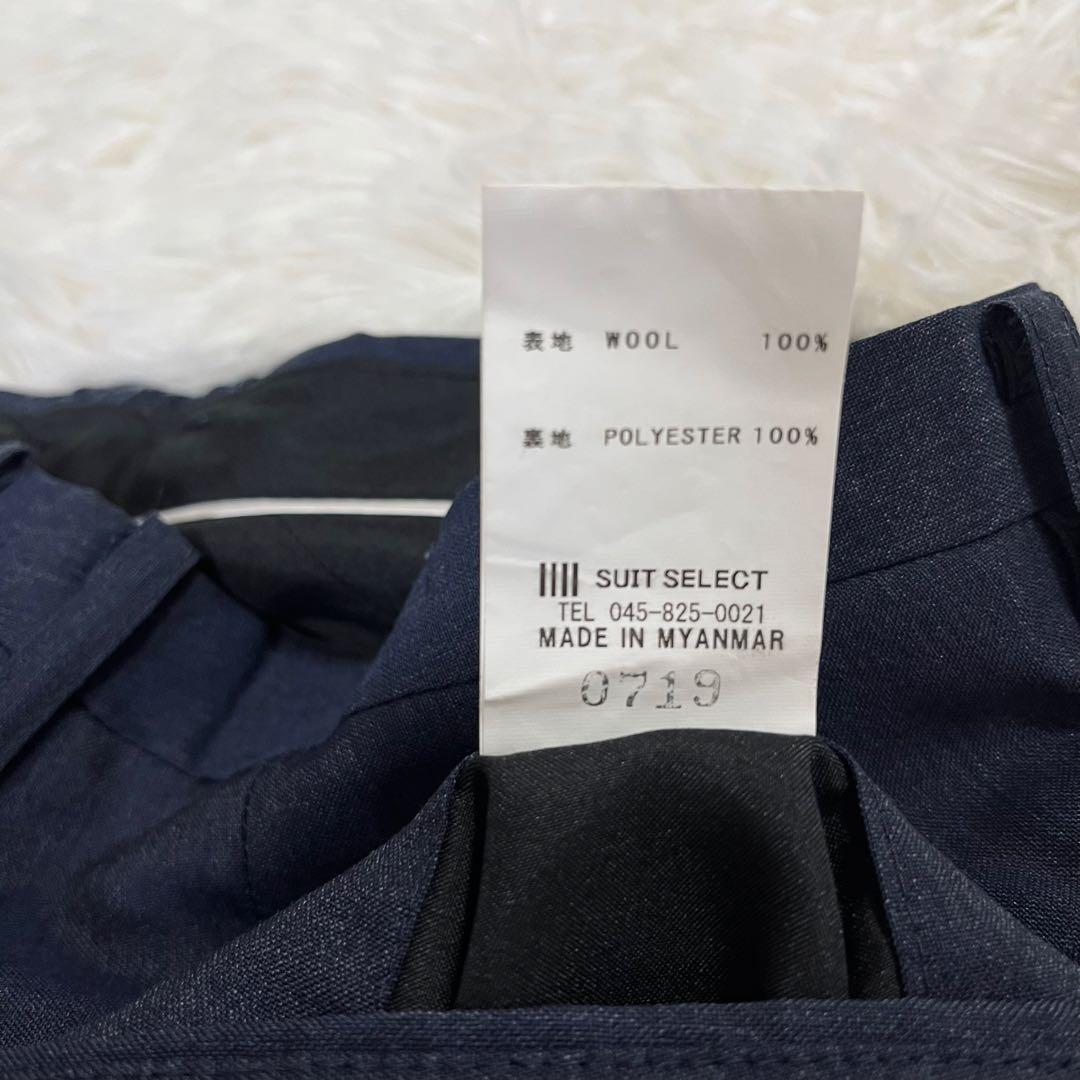 表地 WOOL 100%
裏地 POLYESTER 100%
SUIT SELECT
TEL 045-825-0021
MADE IN MYANMAR
0719